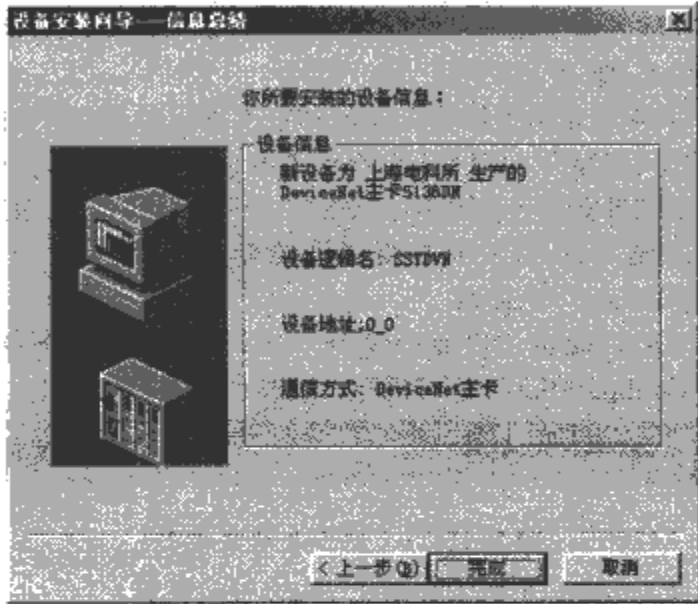 设备安装向导——信息总结
你所要安装的设备信息：
设备信息
新设备为 上海电科所 生产的
DeviceNet主卡5136DN
设备逻辑名: SSTDVN
设备地址:0_0
通信方式: DeviceNet主卡
< 上一步(B)
完成
取消